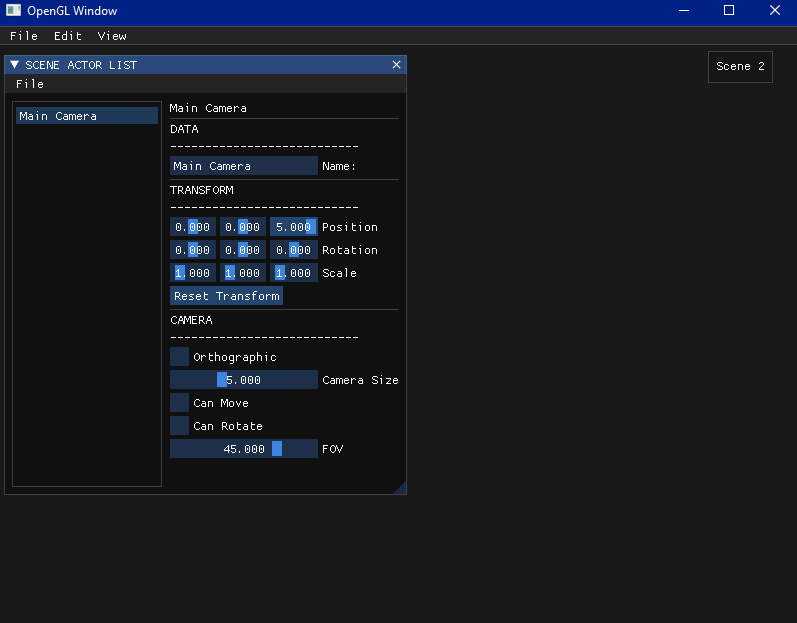 OpenGL Window
File Edit View
SCENE ACTOR LIST
Scene 2
File
Main Camera
Main Camera
DATA
---------------------------
Main Camera Name:
TRANSFORM
---------------------------
0.000 0.000 5.000 Position
0.000 0.000 0.000 Rotation
1.000 1.000 1.000 Scale
Reset Transform
CAMERA
---------------------------
Orthographic
5.000 Camera Size
Can Move
Can Rotate
45.000 FOV